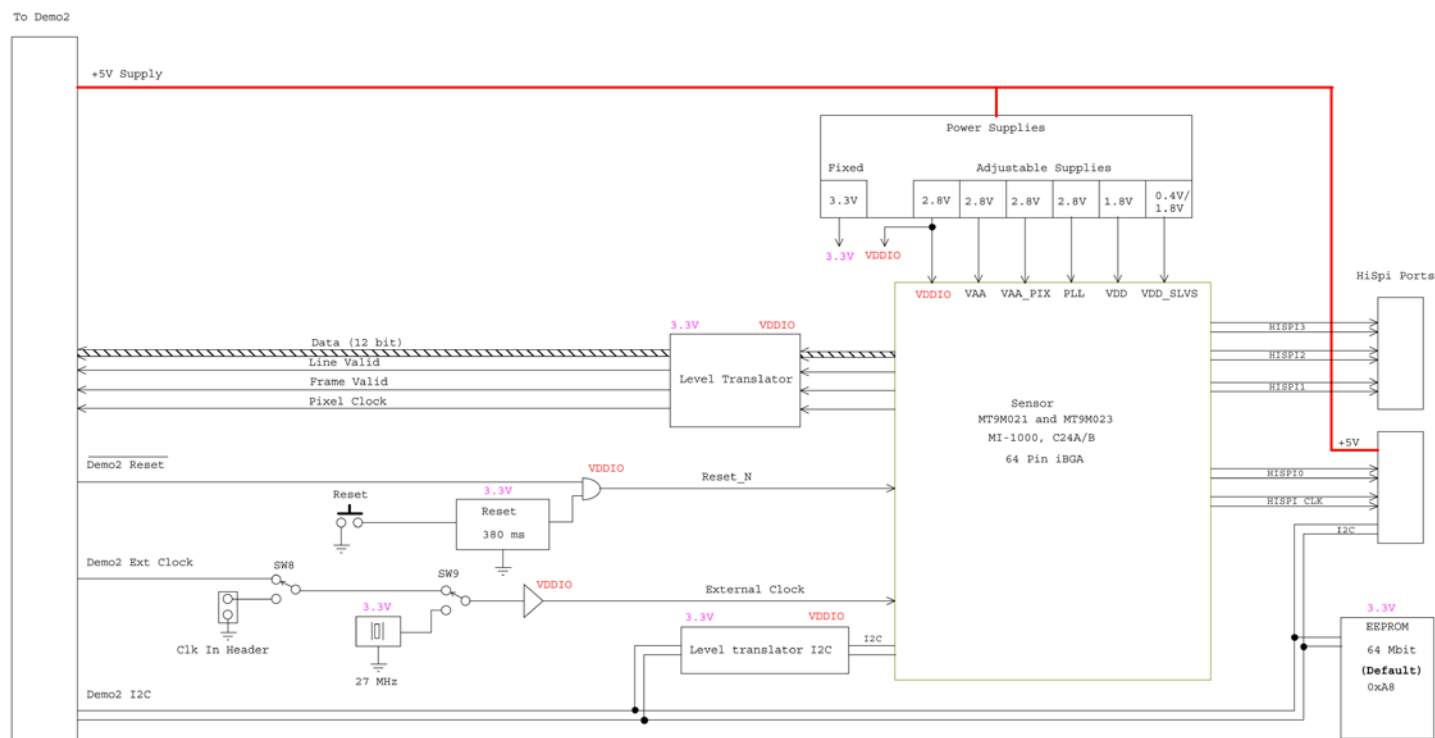 To Demo2
+5V Supply
Power Supplies
Fixed
Adjustable Supplies
3.3V
2.8V
2.8V
2.8V
2.8V
1.8V
0.4V/
1.8V
3.3V
VDDIO
HiSpi Ports
VDDIO
VAA
VAA_PIX
PLL
VDD
VDD_SLVS
3.3V
VDDIO
HISPI3
Data (12 bit)
Line Valid
HISPI2
Frame Valid
Level Translator
HISPI1
Pixel Clock
Sensor
MT9M021 and MT9M023
MI-1000, C24A/B
64 Pin iBGA
+5V
Demo2 Reset
VDDIO
Reset_N
HISPI0
Reset
3.3V
Reset
380 ms
HISPI CLK
I2C
Demo2 Ext Clock
SW8
SW9
VDDIO
External Clock
3.3V
Clk In Header
27 MHz
3.3V
VDDIO
Level translator I2C
I2C
3.3V
EEPROM
64 Mbit
(Default)
0xA8
Demo2 I2C